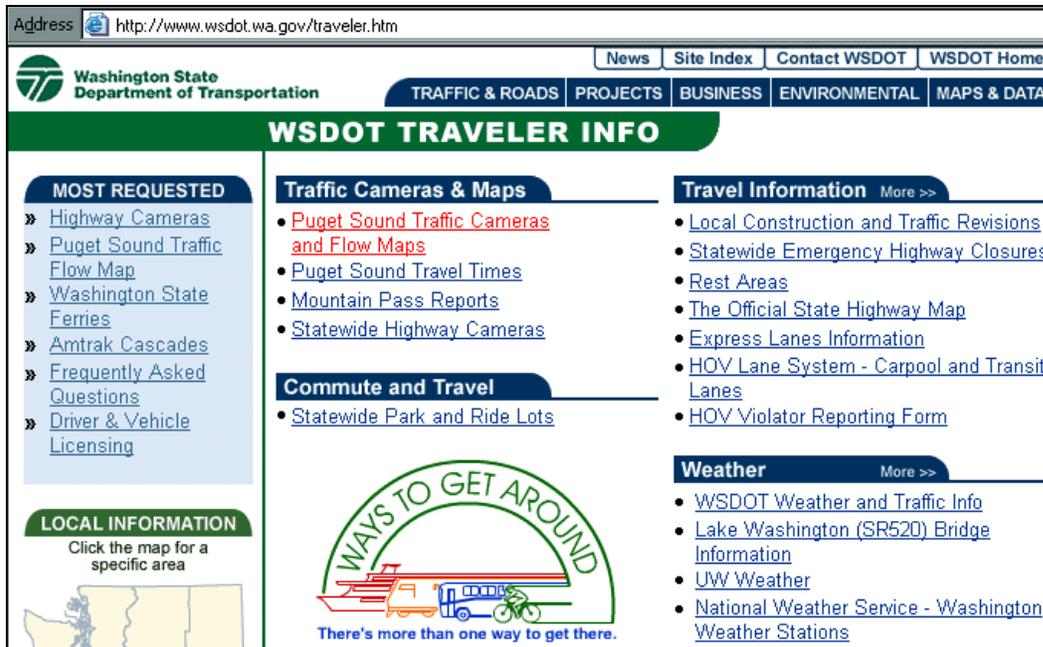 Address http://www.wsdot.wa.gov/traveler.htm
News Site Index Contact WSDOT WSDOT Home
Washington State
Department of Transportation
TRAFFIC & ROADS PROJECTS BUSINESS ENVIRONMENTAL MAPS & DATA
WSDOT TRAVELER INFO
MOST REQUESTED
» Highway Cameras
» Puget Sound Traffic
Flow Map
» Washington State
Ferries
» Amtrak Cascades
» Frequently Asked
Questions
» Driver & Vehicle
Licensing
LOCAL INFORMATION
Click the map for a
specific area
Traffic Cameras & Maps
• Puget Sound Traffic Cameras
and Flow Maps
• Puget Sound Travel Times
• Mountain Pass Reports
• Statewide Highway Cameras
Commute and Travel
• Statewide Park and Ride Lots
WAYS TO GET AROUND
There's more than one way to get there.
Travel Information More >>
• Local Construction and Traffic Revisions
• Statewide Emergency Highway Closures
• Rest Areas
• The Official State Highway Map
• Express Lanes Information
• HOV Lane System - Carpool and Transit
Lanes
• HOV Violator Reporting Form
Weather More >>
• WSDOT Weather and Traffic Info
• Lake Washington (SR520) Bridge
Information
• UW Weather
• National Weather Service - Washington
Weather Stations